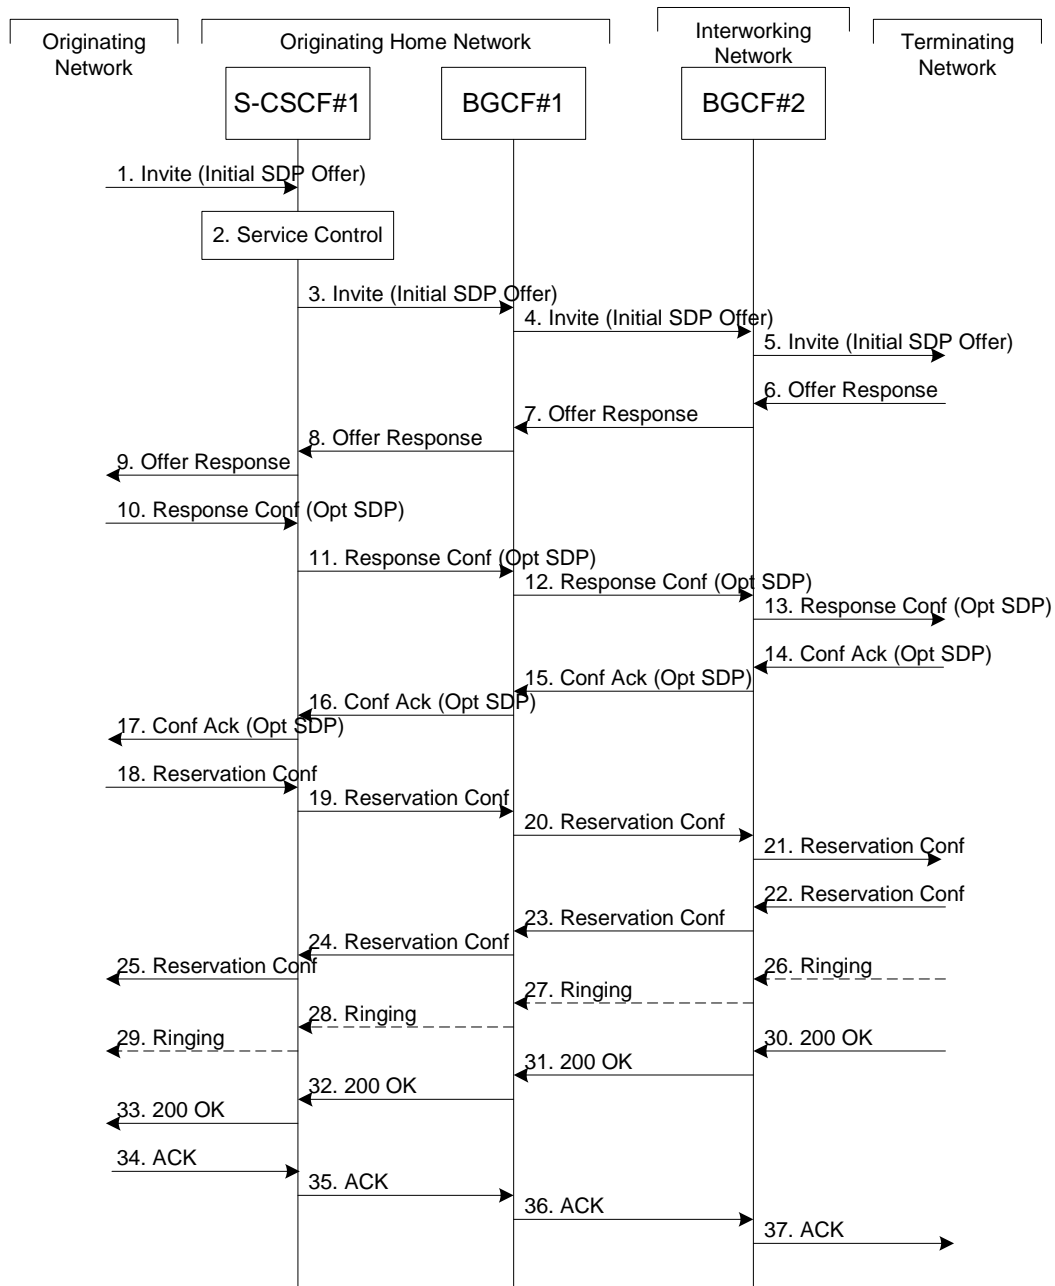 Originating
Network
Originating Home Network
Interworking
Network
Terminating
Network
S-CSCF#1
BGCF#1
BGCF#2
1. Invite (Initial SDP Offer)
2. Service Control
3. Invite (Initial SDP Offer)
4. Invite (Initial SDP Offer)
5. Invite (Initial SDP Offer)
6. Offer Response
7. Offer Response
8. Offer Response
9. Offer Response
10. Response Conf (Opt SDP)
11. Response Conf (Opt SDP)
12. Response Conf (Opt SDP)
13. Response Conf (Opt SDP)
14. Conf Ack (Opt SDP)
15. Conf Ack (Opt SDP)
16. Conf Ack (Opt SDP)
17. Conf Ack (Opt SDP)
18. Reservation Conf
19. Reservation Conf
20. Reservation Conf
21. Reservation Conf
22. Reservation Conf
23. Reservation Conf
24. Reservation Conf
25. Reservation Conf
26. Ringing
27. Ringing
28. Ringing
29. Ringing
30. 200 OK
31. 200 OK
32. 200 OK
33. 200 OK
34. ACK
35. ACK
36. ACK
37. ACK